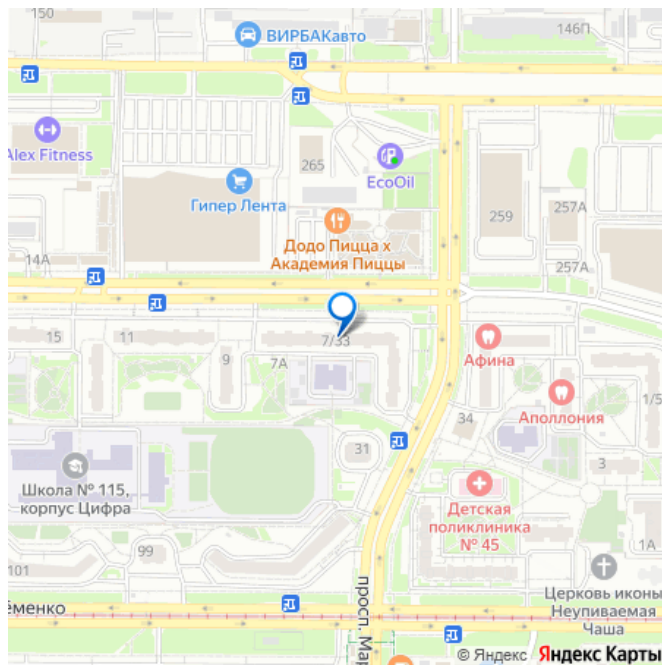 146П
ВИРБАКавто
Alex Fitness
265
EcoOil
Гипер Лента
259
257А
Додо Пицца х
Академия Пиццы
14А
257А
15
11
7/33
Афина
9
7А
1/5
Аполлония
34
31
3
Школа № 115,
корпус Цифра
Детская
поликлиника
№ 45
99
1А
101
Церковь иконы
Неупиваемая
Чаша
ёменко
просп. Мар
© Яндекс Яндекс Карты